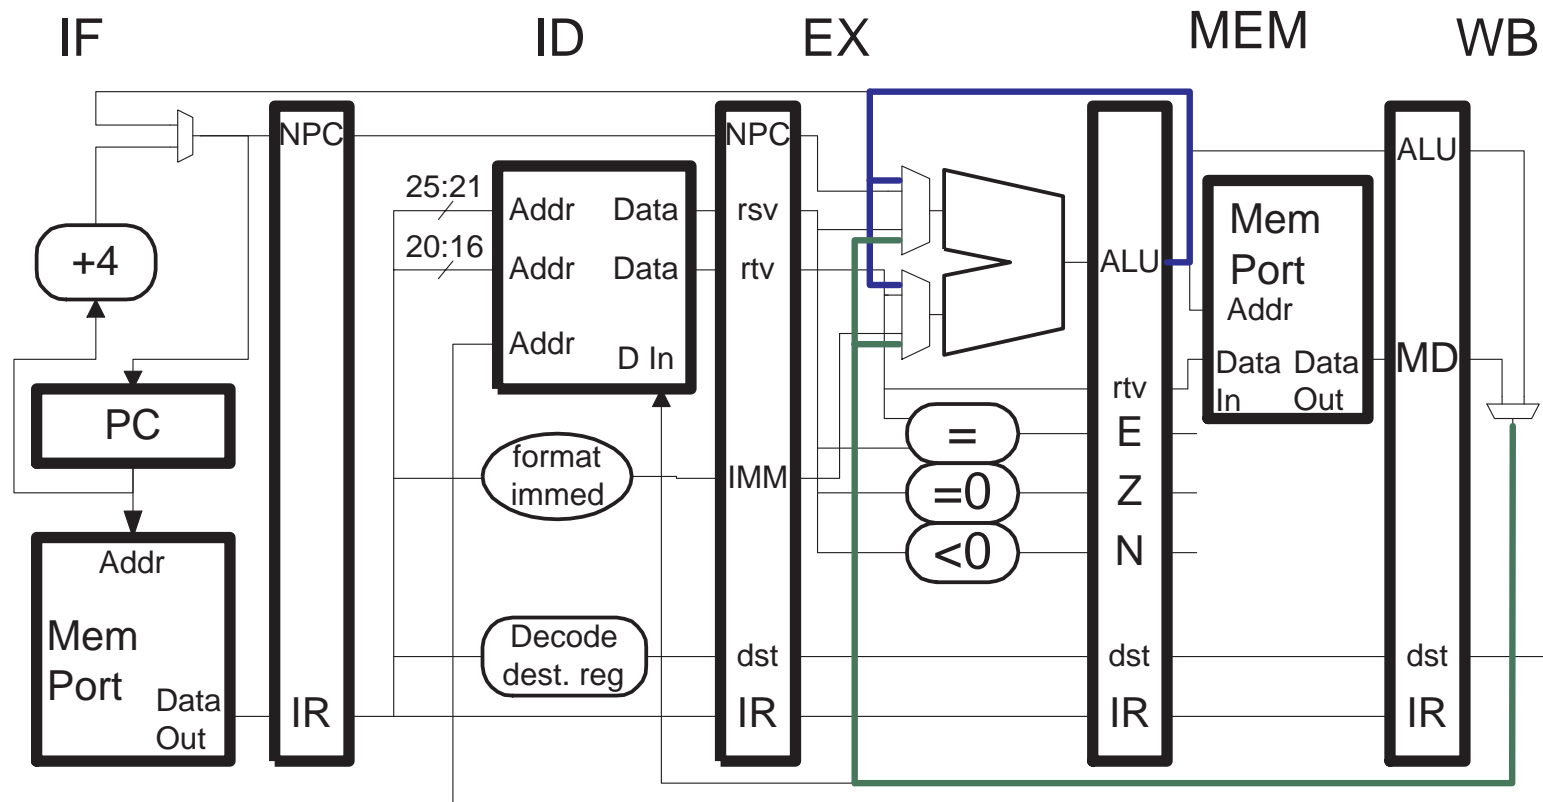 IF
ID
EX
MEM
WB
NPC
+4
PC
Addr
Mem
Port
Data
Out
IR
25:21
20:16
Addr
Data
Addr
Data
Addr
D In
format
immed
Decode
dest. reg
NPC
rsv
rtv
IMM
dst
IR
=
=0
<0
ALU
rtv
E
Z
N
dst
IR
Mem
Port
Addr
Data
In
Data
Out
ALU
MD
dst
IR